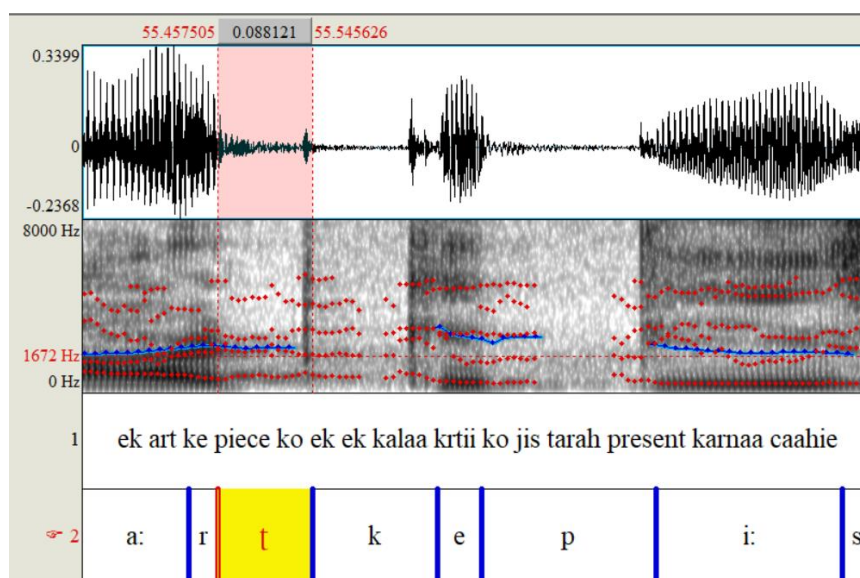 55.457505 0.088121 55.545626
0.3399
0
-0.2368
8000 Hz
1672 Hz
0 Hz
1 ek art ke piece ko ek ek kalaa krtii ko jis tarah present karnaa caahie
☞ 2 a: r ʈ k e p i: s